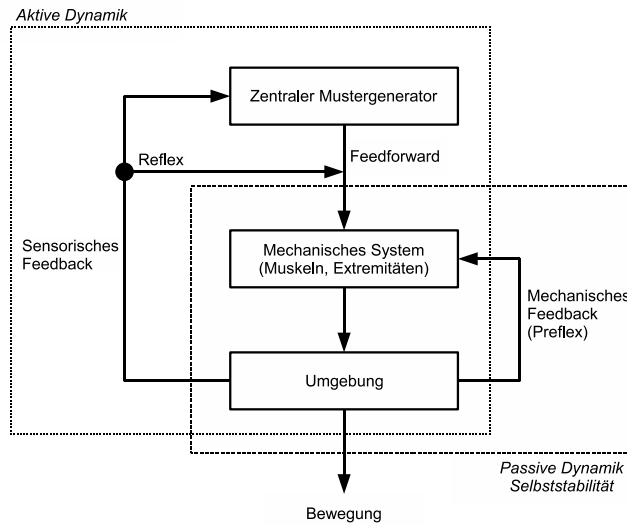 Aktive Dynamik
Zentraler Mustergenerator
Reflex
Feedforward
Sensorisches
Feedback
Mechanisches System
(Muskeln, Extremitäten)
Mechanisches
Feedback
(Preflex)
Umgebung
Passive Dynamik
Selbststabilität
Bewegung